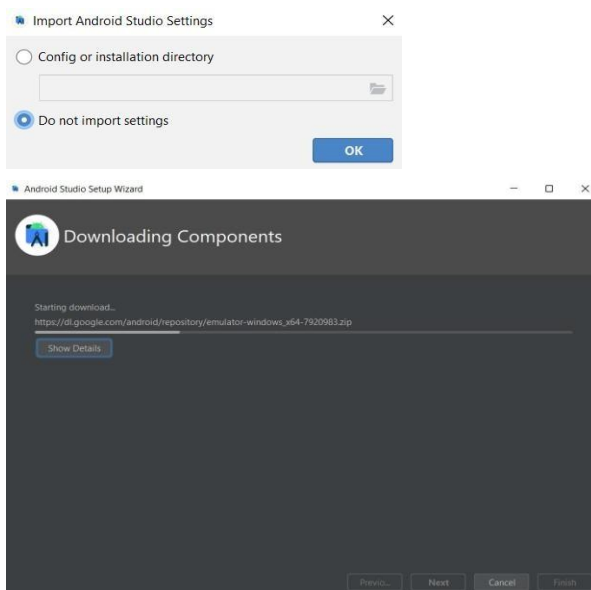 Import Android Studio Settings
Config or installation directory
Do not import settings
OK
Android Studio Setup Wizard
Downloading Components
Starting download...
https://dl.google.com/android/repository/emulator-windows_x64-7920983.zip
Show Details
Previo... Next Cancel Finish